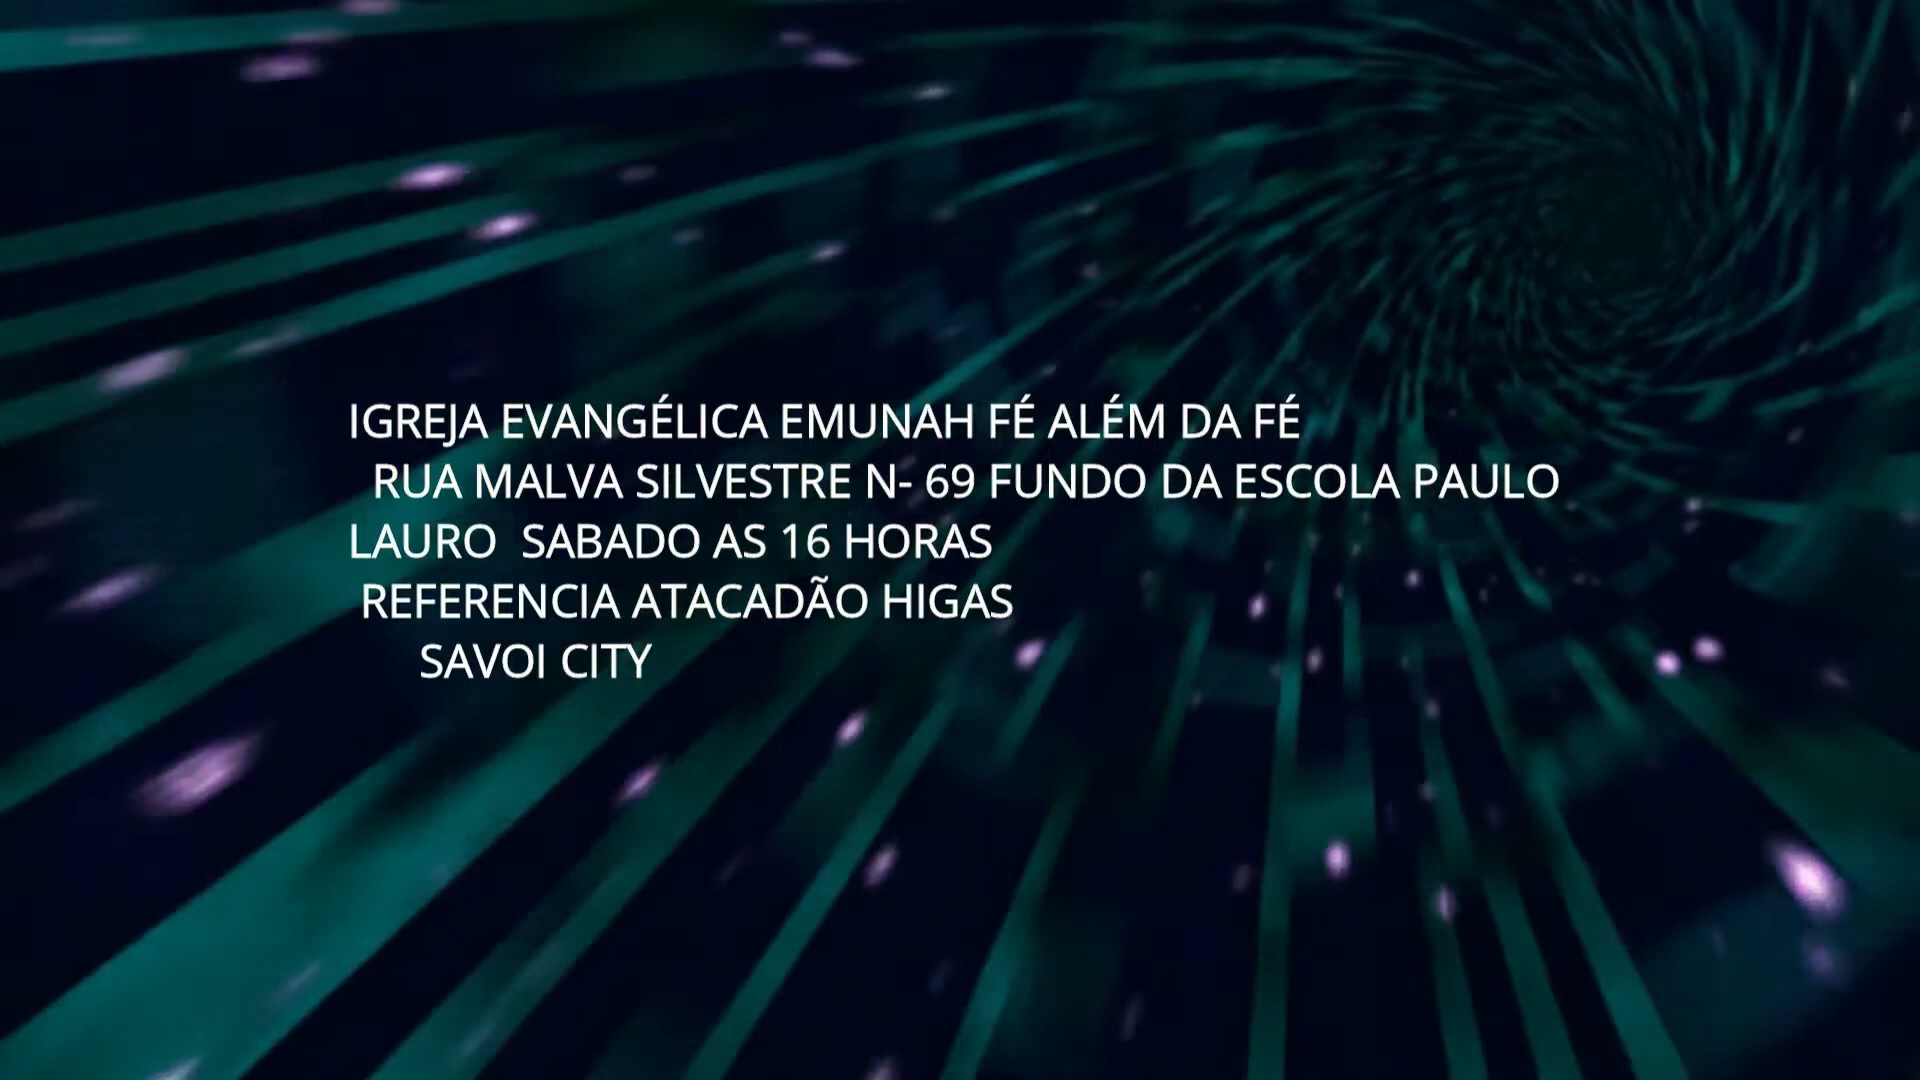 IGREJA EVANGÉLICA EMUNAH FÉ ALÉM DA FÉ
RUA MALVA SILVESTRE N- 69 FUNDO DA ESCOLA PAULO
LAURO  SABADO AS 16 HORAS
REFERENCIA ATACADÃO HIGAS
SAVOI CITY